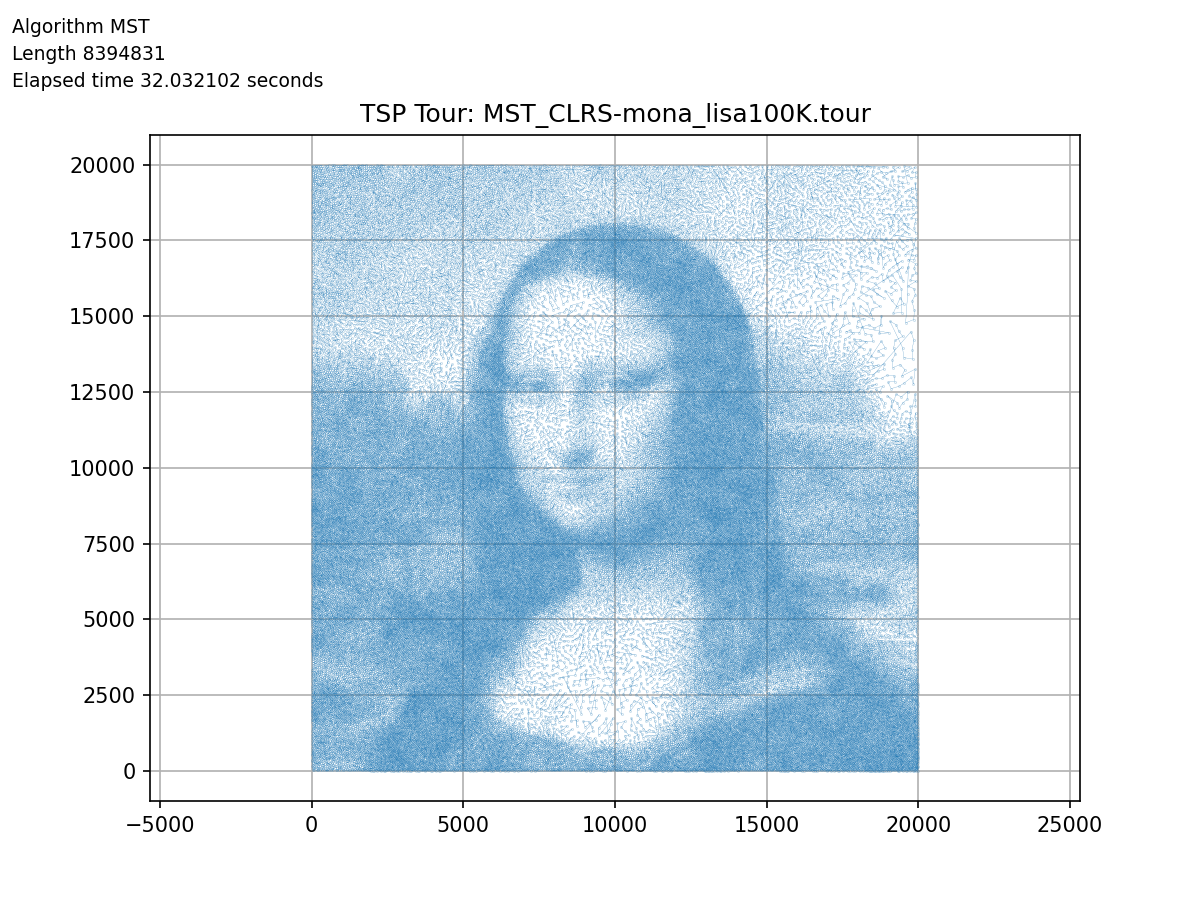 Algorithm MST
Length 8394831
Elapsed time 32.032102 seconds
TSP Tour: MST_CLRS-mona_lisa100K.tour
20000
17500
15000
12500
10000
7500
5000
2500
0
−5000 0 5000 10000 15000 20000 25000